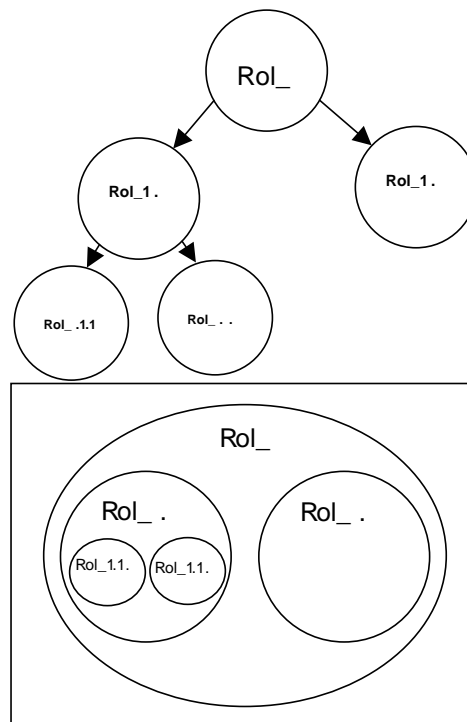 Rol_
Rol_1 .
Rol_1 .
Rol_ .1.1
Rol_ . .
Rol_
Rol_ .
Rol_ .
Rol_1.1.
Rol_1.1.